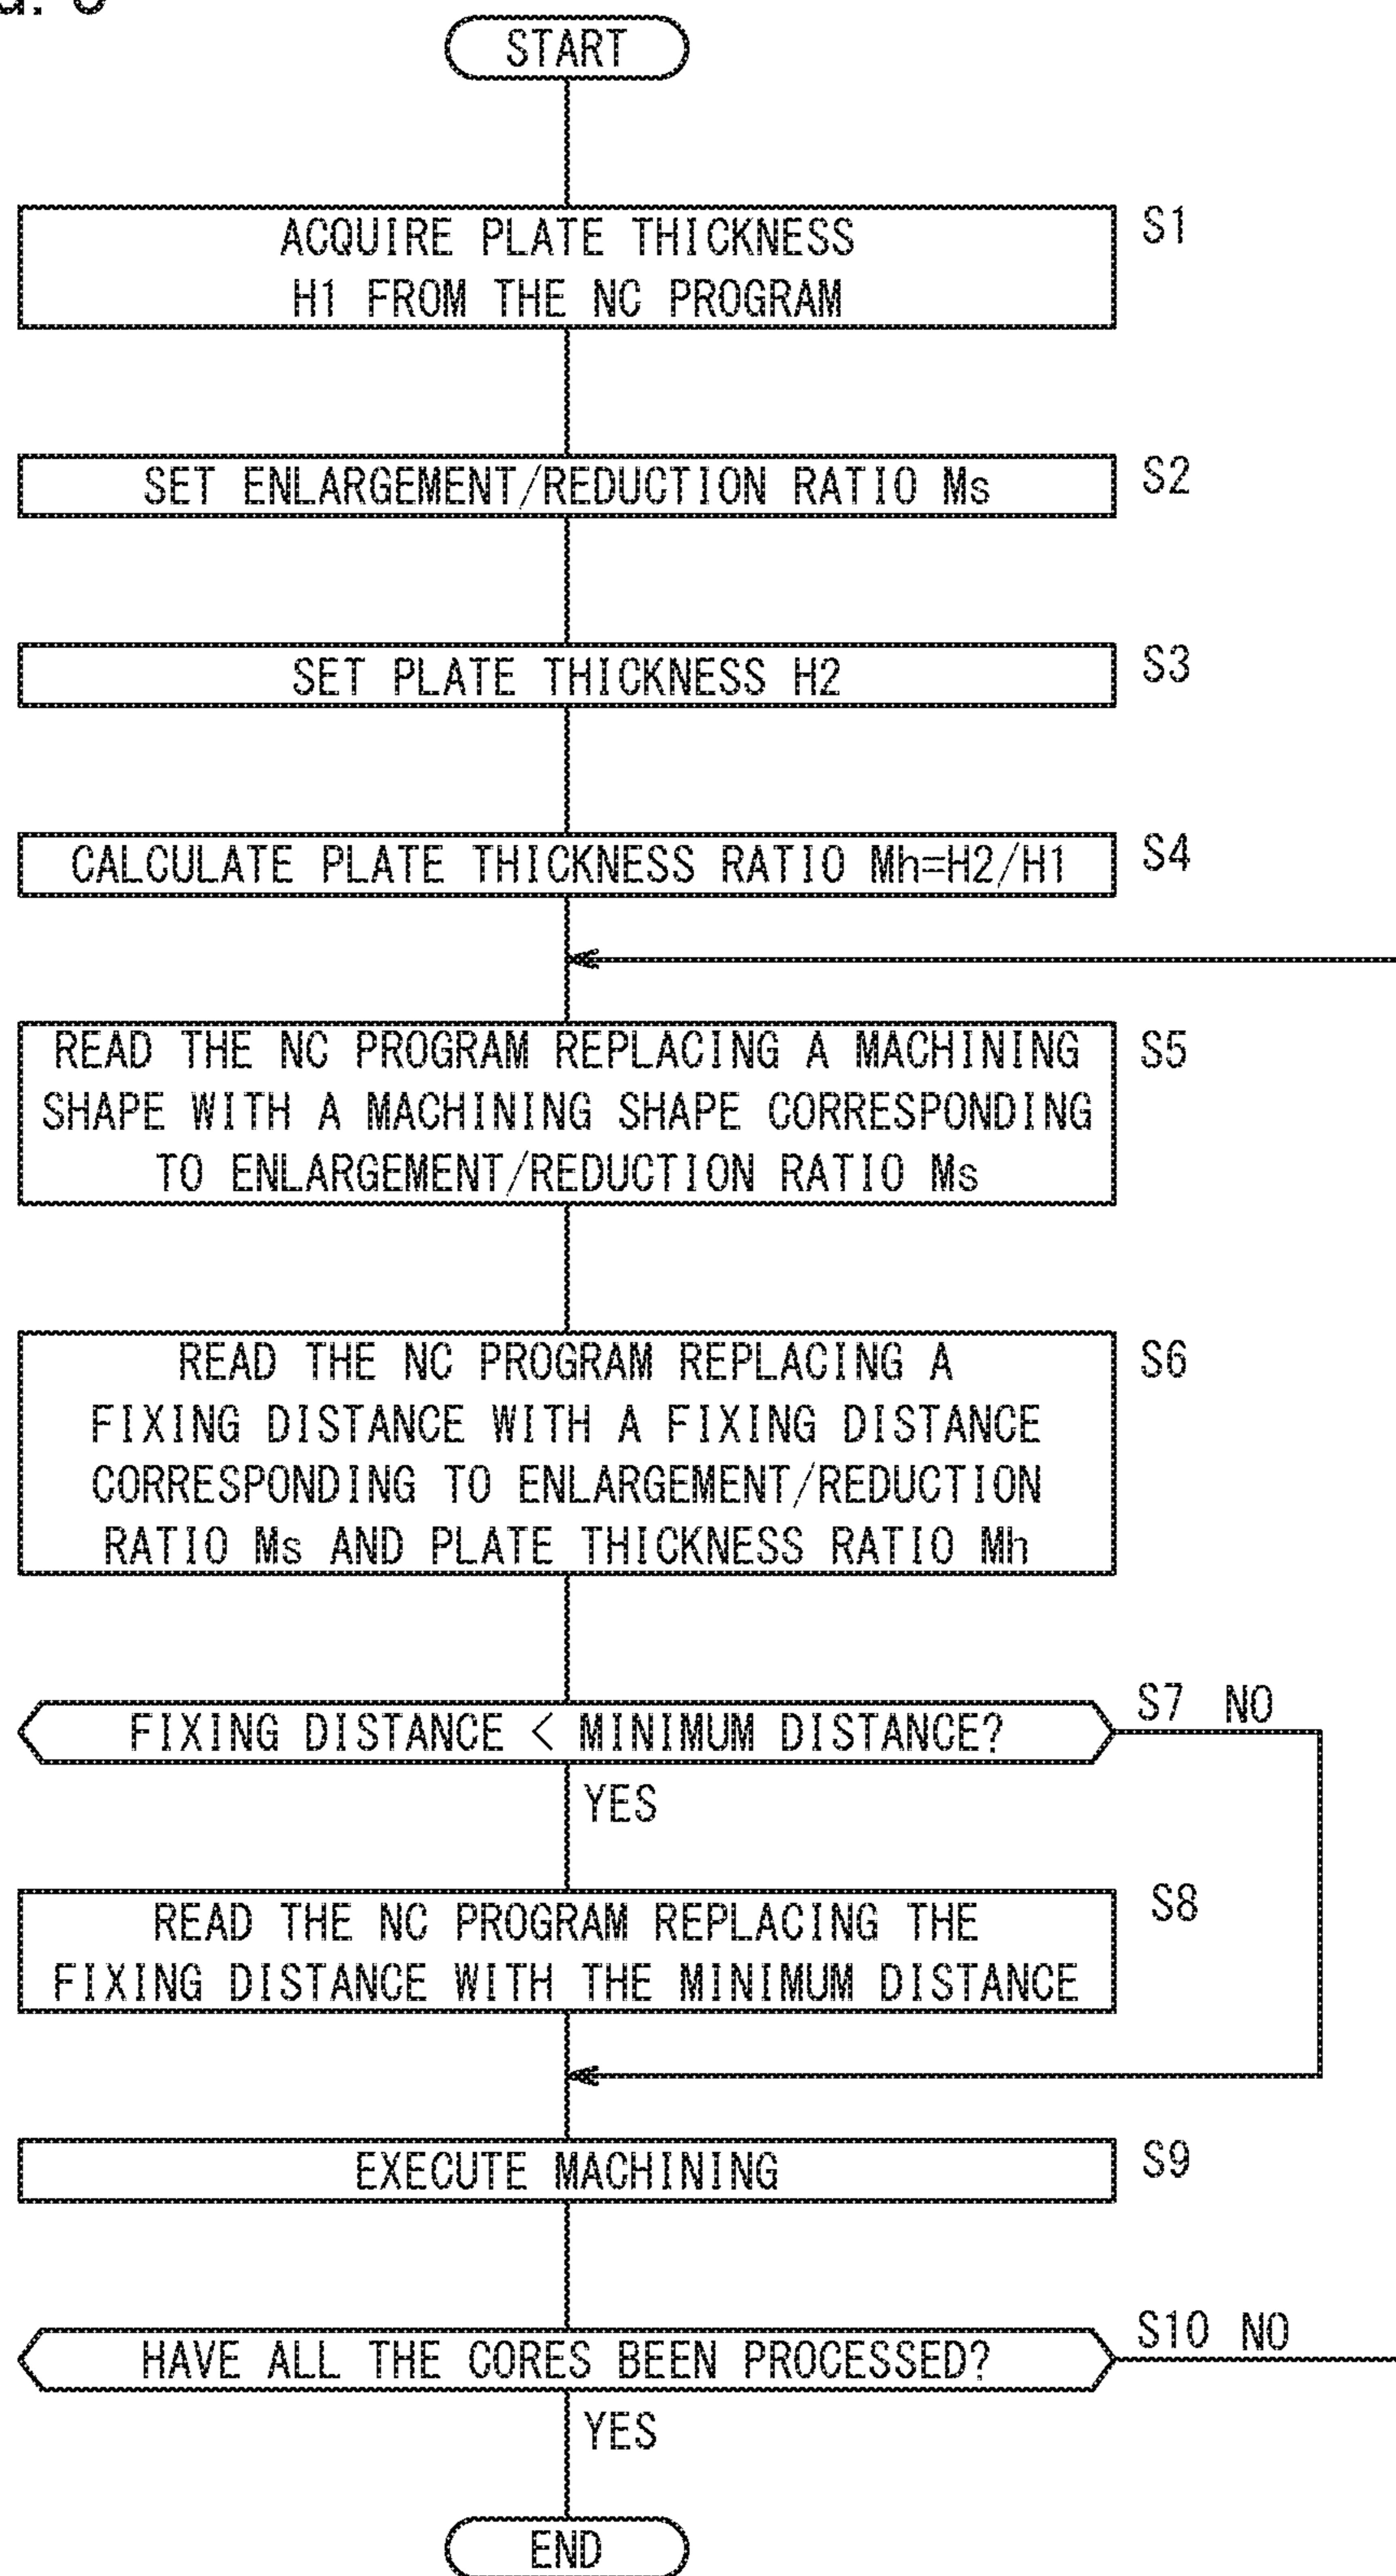 START
ACQUIRE PLATE THICKNESS
H1 FROM THE NC PROGRAM
S1
SET ENLARGEMENT/REDUCTION RATIO Ms
S2
SET PLATE THICKNESS H2
S3
CALCULATE PLATE THICKNESS RATIO Mh=H2/H1
S4
READ THE NC PROGRAM REPLACING A MACHINING
SHAPE WITH A MACHINING SHAPE CORRESPONDING
TO ENLARGEMENT/REDUCTION RATIO Ms
S5
READ THE NC PROGRAM REPLACING A
FIXING DISTANCE WITH A FIXING DISTANCE
CORRESPONDING TO ENLARGEMENT/REDUCTION
RATIO Ms AND PLATE THICKNESS RATIO Mh
S6
FIXING DISTANCE < MINIMUM DISTANCE?
S7 NO
YES
READ THE NC PROGRAM REPLACING THE
FIXING DISTANCE WITH THE MINIMUM DISTANCE
S8
EXECUTE MACHINING
S9
HAVE ALL THE CORES BEEN PROCESSED?
S10 NO
YES
END